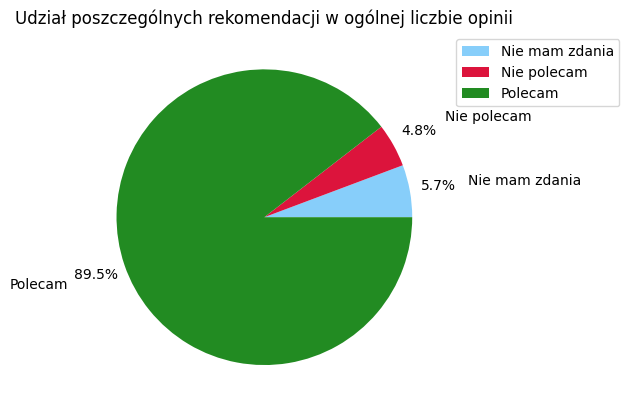 Udział poszczególnych rekomendacji w ogólnej liczbie opinii
Nie mam zdania
Nie polecam
Polecam
Nie polecam
4.8%
Nie mam zdania
5.7%
89.5%
Polecam